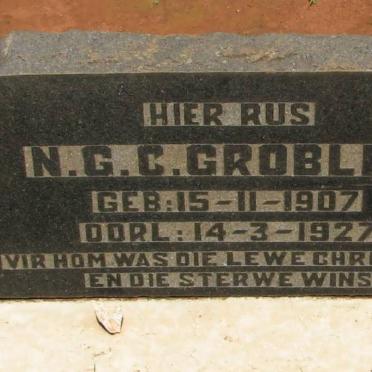 HIER RUS
N.G.C. GROBL
GEB: 15-11-1907
OORL: 14-3-1927
VIR HOM WAS DIE LEWE CHR
EN DIE STERWE WINS